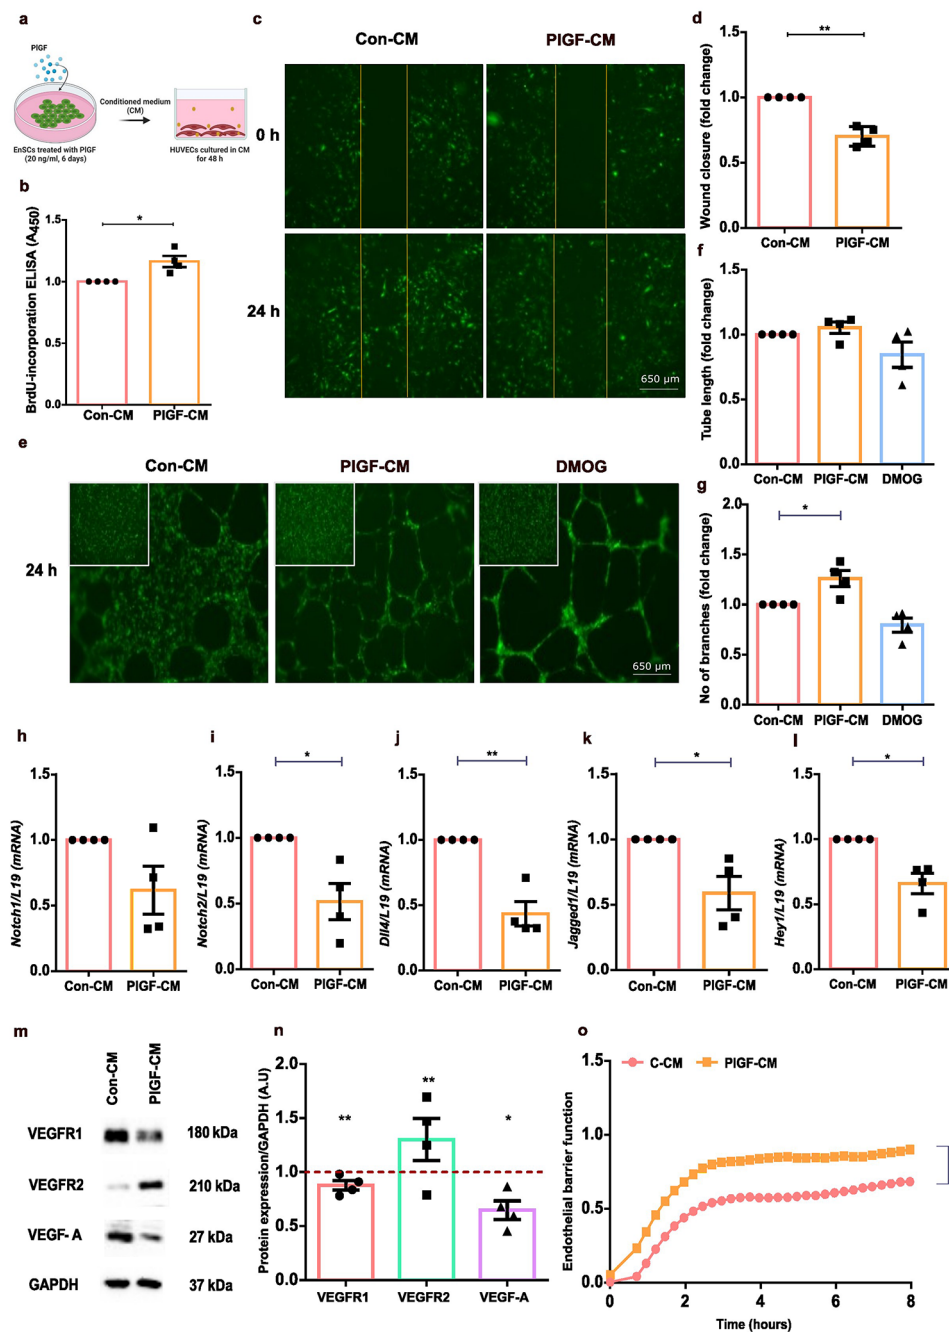 a
PlGF
Conditioned medium
(CM)
EnSCs treated with PlGF
(20 ng/ml, 6 days)
HUVECs cultured in CM
for 48 h
b
BrdU-incorporation ELISA (A450)
1.5
1.0
0.5
0.0
*
Con-CM
PlGF-CM
c
Con-CM
PlGF-CM
0 h
24 h
650 µm
d
Wound closure (fold change)
1.5
1.0
0.5
0.0
**
Con-CM
PlGF-CM
e
Con-CM
PlGF-CM
DMOG
24 h
650 µm
f
Tube length (fold change)
1.5
1.0
0.5
0.0
Con-CM
PlGF-CM
DMOG
g
No of branches (fold change)
2.0
1.5
1.0
0.5
0.0
*
Con-CM
PlGF-CM
DMOG
h
Notch1/L19 (mRNA)
1.5
1.0
0.5
0.0
Con-CM
PlGF-CM
i
Notch2/L19 (mRNA)
1.5
1.0
0.5
0.0
*
Con-CM
PlGF-CM
j
Dll4/L19 (mRNA)
1.5
1.0
0.5
0.0
**
Con-CM
PlGF-CM
k
Jagged1/L19 (mRNA)
1.5
1.0
0.5
0.0
*
Con-CM
PlGF-CM
l
Hey1/L19 (mRNA)
1.5
1.0
0.5
0.0
*
Con-CM
PlGF-CM
m
Con-CM
PlGF-CM
VEGFR1
180 kDa
VEGFR2
210 kDa
VEGF- A
27 kDa
GAPDH
37 kDa
n
Protein expression/GAPDH (A.U)
2.0
1.5
1.0
0.5
0.0
**
**
*
VEGFR1
VEGFR2
VEGF-A
o
C-CM
PlGF-CM
Endothelial barrier function
1.5
1.0
0.5
0.0
0
2
4
6
8
Time (hours)